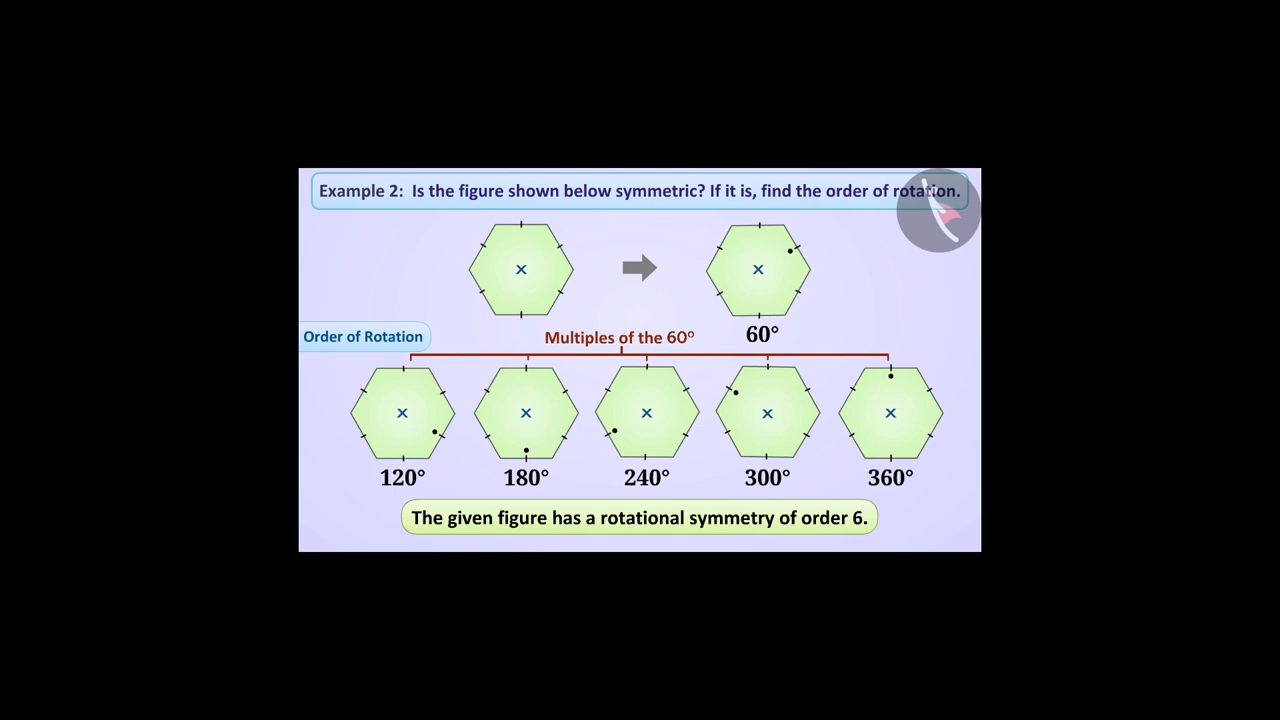 Example 2: Is the figure shown below symmetric? If it is, find the order of rotation.
60°
Order of Rotation
Multiples of the 60°
120° 180° 240° 300° 360°
The given figure has a rotational symmetry of order 6.